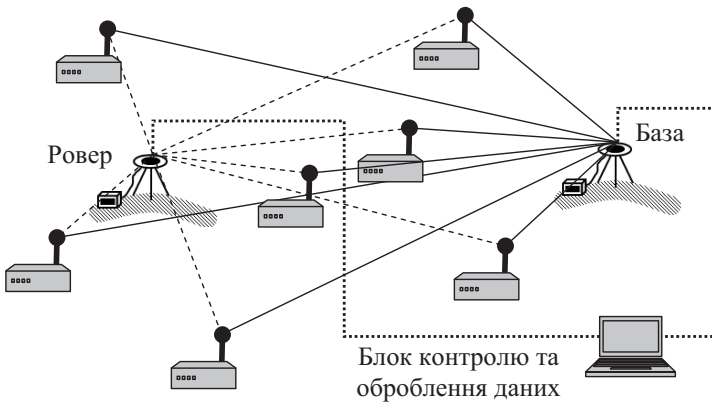 База
Ровер
Блок контролю та
оброблення даних